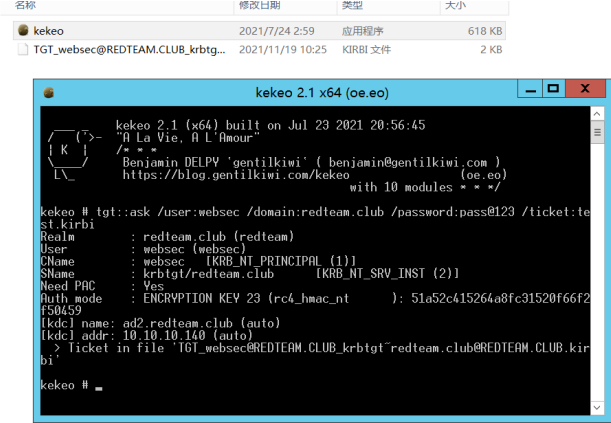 名称 修改日期 类型 大小
kekeo 2021/7/24 2:59 应用程序 618 KB
TGT_websec@REDTEAM.CLUB_krbtg... 2021/11/19 10:25 KIRBI 文件 2 KB
kekeo 2.1 x64 (oe.eo)
___ _ kekeo 2.1 (x64) built on Jul 23 2021 20:56:45
/ ('>- "A La Vie, A L'Amour"
| K | /* * *
\____/ Benjamin DELPY `gentilkiwi` ( benjamin@gentilkiwi.com )
L\_ https://blog.gentilkiwi.com/kekeo (oe.eo)
with 10 modules * * */
kekeo # tgt::ask /user:websec /domain:redteam.club /password:pass@123 /ticket:te
st.kirbi
Realm : redteam.club (redteam)
User : websec (websec)
CName : websec [KRB_NT_PRINCIPAL (1)]
SName : krbtgt/redteam.club [KRB_NT_SRV_INST (2)]
Need PAC : Yes
Auth mode : ENCRYPTION KEY 23 (rc4_hmac_nt ): 51a52c415264a8fc31520f66f2
f50459
[kdc] name: ad2.redteam.club (auto)
[kdc] addr: 10.10.10.140 (auto)
> Ticket in file 'TGT_websec@REDTEAM.CLUB_krbtgt~redteam.club@REDTEAM.CLUB.kir
bi'
kekeo #